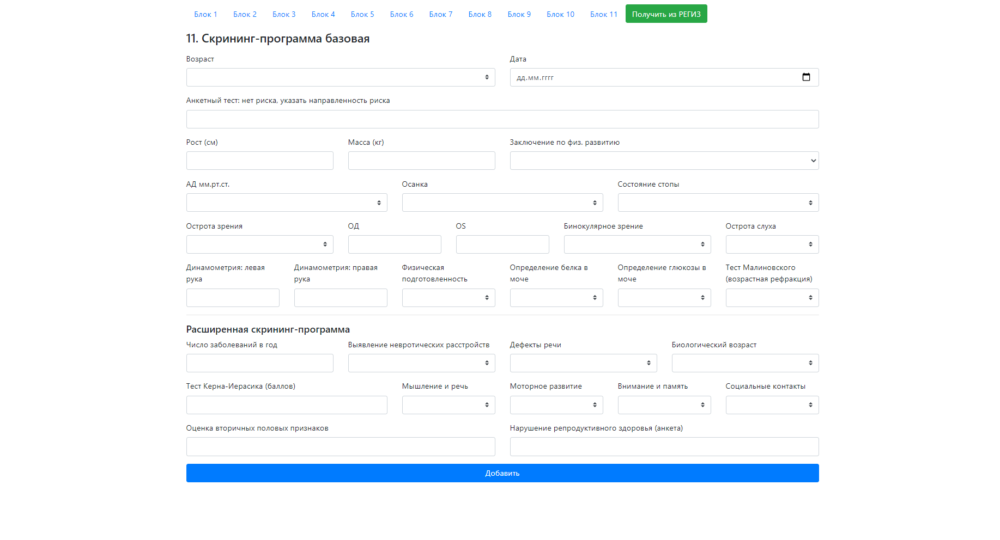 Блок 1 Блок 2 Блок 3 Блок 4 Блок 5 Блок 6 Блок 7 Блок 8 Блок 9 Блок 10 Блок 11 Получить из РЕГИЗ
11. Скрининг-программа базовая
Возраст Дата
дд.мм.гггг
Анкетный тест: нет риска, указать направленность риска
Рост (см) Масса (кг) Заключение по физ. развитию
АД мм.рт.ст. Осанка Состояние стопы
Острота зрения ОД OS Бинокулярное зрение Острота слуха
Динамометрия: левая рука
Динамометрия: правая рука
Физическая подготовленность
Определение белка в моче
Определение глюкозы в моче
Тест Малиновского (возрастная рефракция)
Расширенная скрининг-программа
Число заболеваний в год Выявление невротических расстройств Дефекты речи Биологический возраст
Тест Керна-Иерасика (баллов) Мышление и речь Моторное развитие Внимание и память Социальные контакты
Оценка вторичных половых признаков Нарушение репродуктивного здоровья (анкета)
Добавить